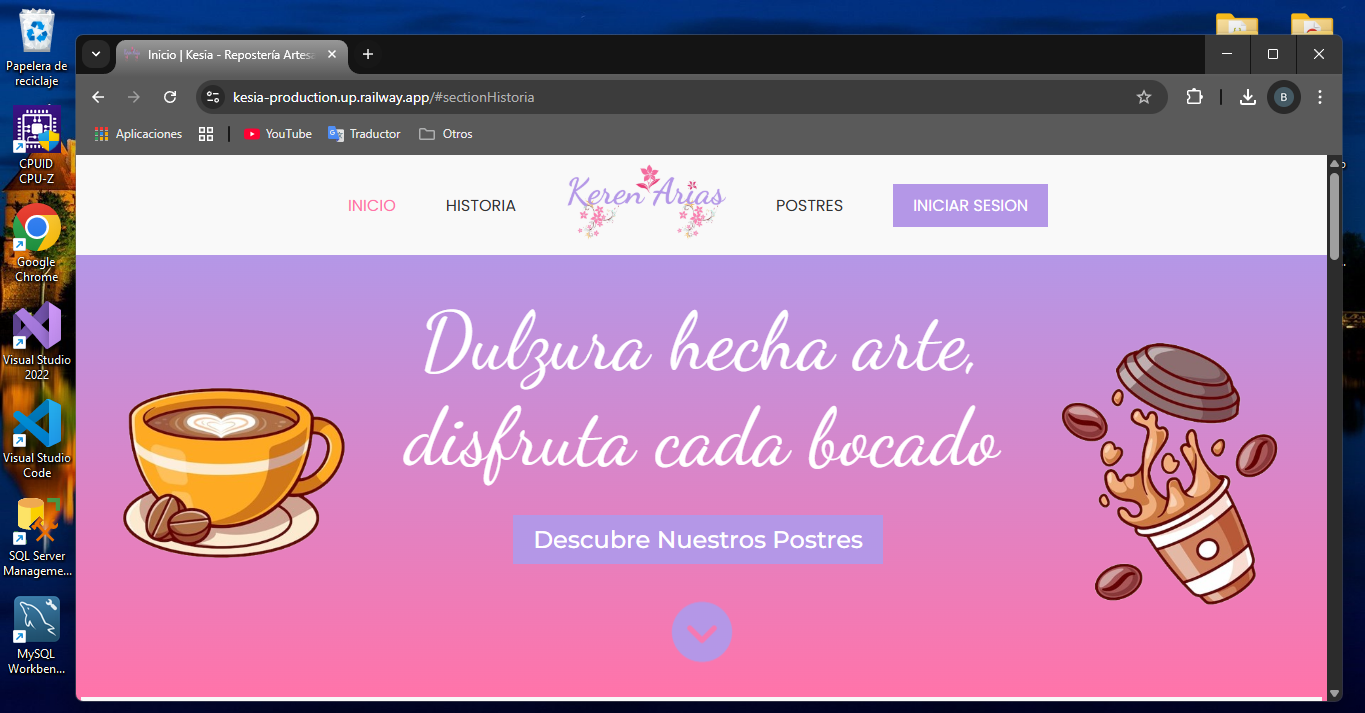 Papelera de
reciclaje
CPUID
CPU-Z
Google
Chrome
Visual Studio
2022
Visual Studio
Code
SQL Server
Manageme...
MySQL
Workben...
Inicio | Kesia - Repostería Artes
kesia-production.up.railway.app/#sectionHistoria
B
Aplicaciones
YouTube
Traductor
Otros
INICIO
HISTORIA
Keren Arias
POSTRES
INICIAR SESION
Dulzura hecha arte,
disfruta cada bocado
Descubre Nuestros Postres